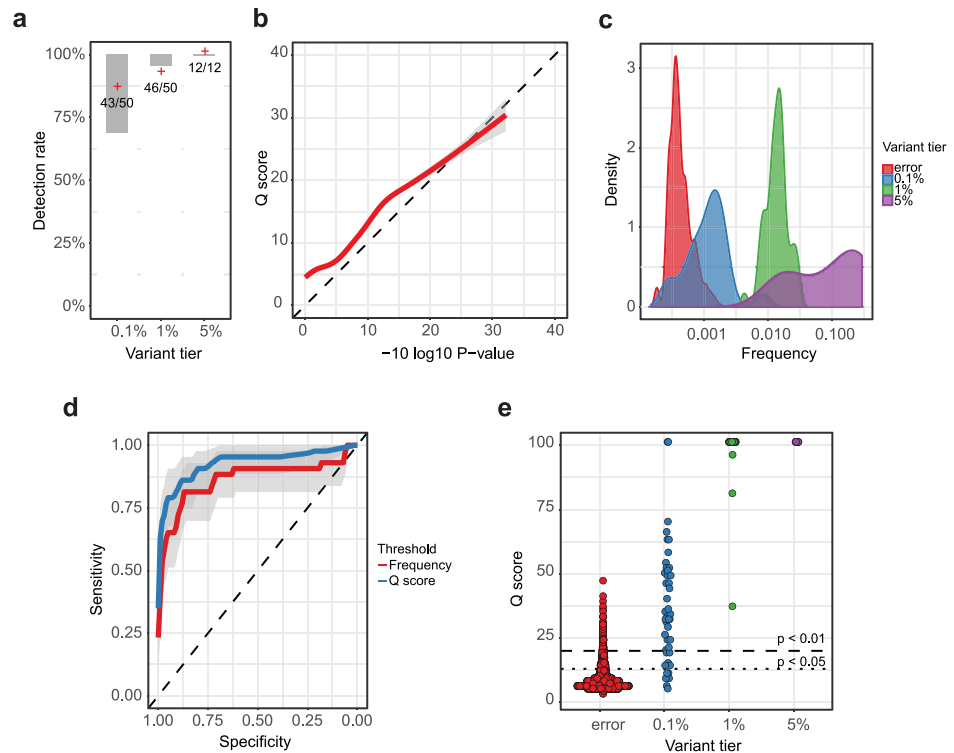 a
100%
75%
50%
25%
0%
Detection rate
43/50
46/50
12/12
0.1% 1% 5%
Variant tier
b
40
30
20
10
0
Q score
0 10 20 30 40
−10 log10 P-value
c
3
2
1
0
Density
0.001 0.010 0.100
Frequency
Variant tier
error
0.1%
1%
5%
d
1.00
0.75
0.50
0.25
0.00
Sensitivity
1.00 0.75 0.50 0.25 0.00
Specificity
Threshold
Frequency
Q score
e
100
75
50
25
0
Q score
p < 0.01
p < 0.05
error 0.1% 1% 5%
Variant tier